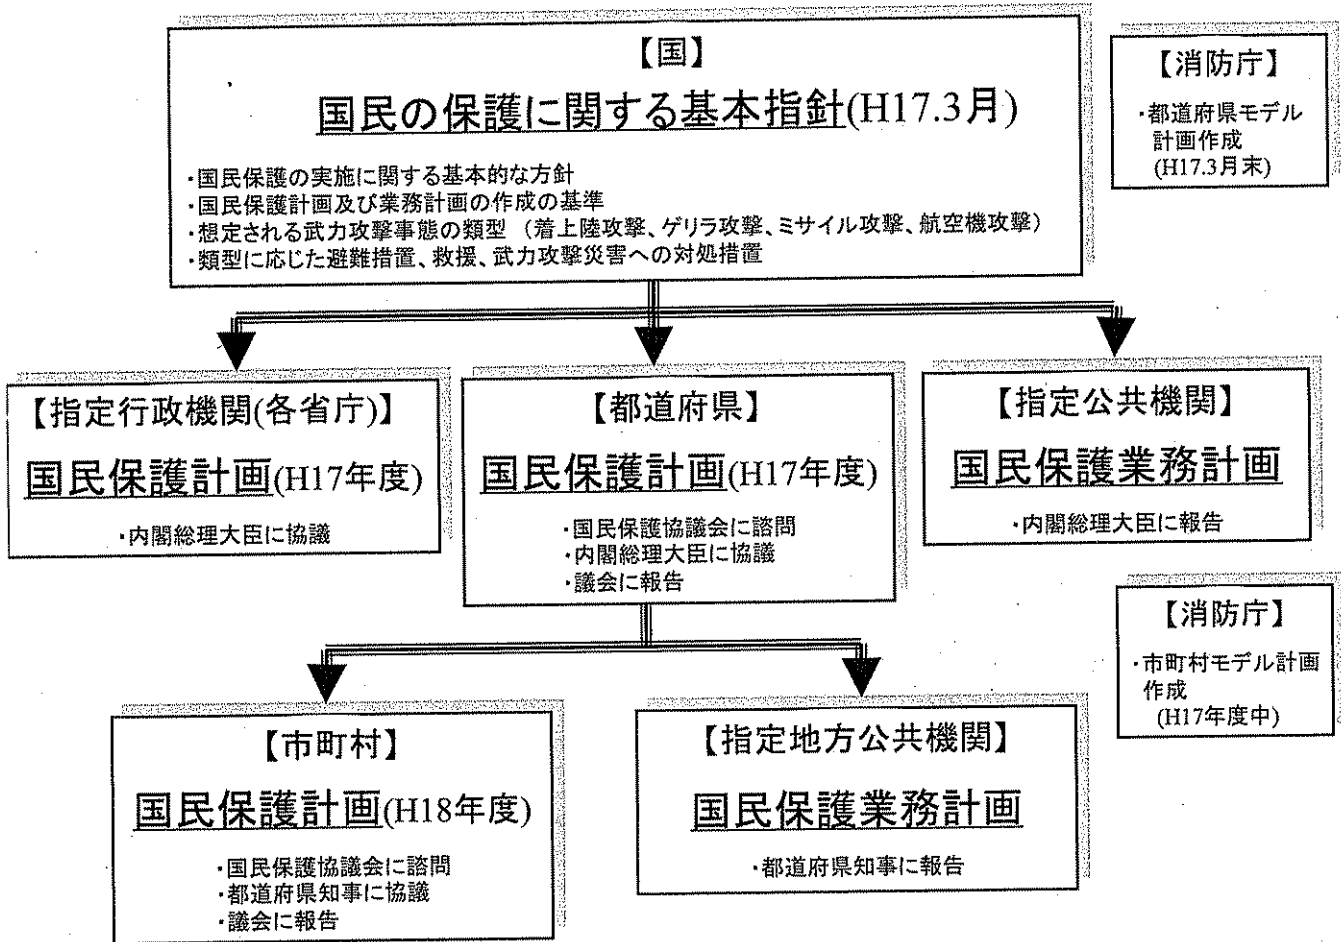 【国】
国民の保護に関する基本指針(H17.3月)
・国民保護の実施に関する基本的な方針
・国民保護計画及び業務計画の作成の基準
・想定される武力攻撃事態の類型 (着上陸攻撃、ゲリラ攻撃、ミサイル攻撃、航空機攻撃)
・類型に応じた避難措置、救援、武力攻撃災害への対処措置
【消防庁】
・都道府県モデル
計画作成
(H17.3月末)
【指定行政機関(各省庁)】
国民保護計画(H17年度)
・内閣総理大臣に協議
【都道府県】
国民保護計画(H17年度)
・国民保護協議会に諮問
・内閣総理大臣に協議
・議会に報告
【指定公共機関】
国民保護業務計画
・内閣総理大臣に報告
【消防庁】
・市町村モデル計画
作成
(H17年度中)
【市町村】
国民保護計画(H18年度)
・国民保護協議会に諮問
・都道府県知事に協議
・議会に報告
【指定地方公共機関】
国民保護業務計画
・都道府県知事に報告